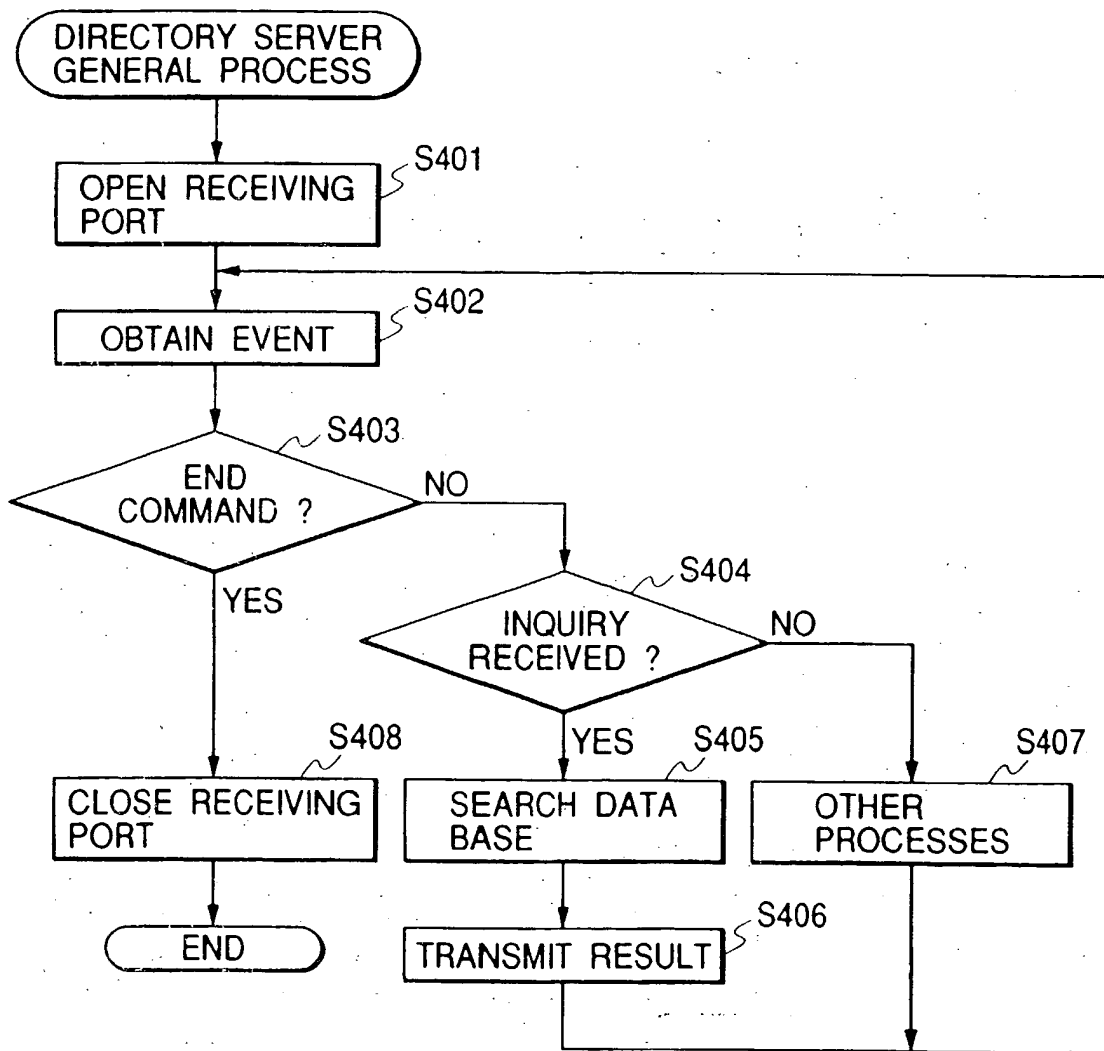 DIRECTORY SERVER
GENERAL PROCESS
S401
OPEN RECEIVING
PORT
S402
OBTAIN EVENT
S403
END
COMMAND ?
NO
YES
S404
INQUIRY
RECEIVED ?
NO
YES
S408
CLOSE RECEIVING
PORT
S405
SEARCH DATA
BASE
S407
OTHER
PROCESSES
END
S406
TRANSMIT RESULT